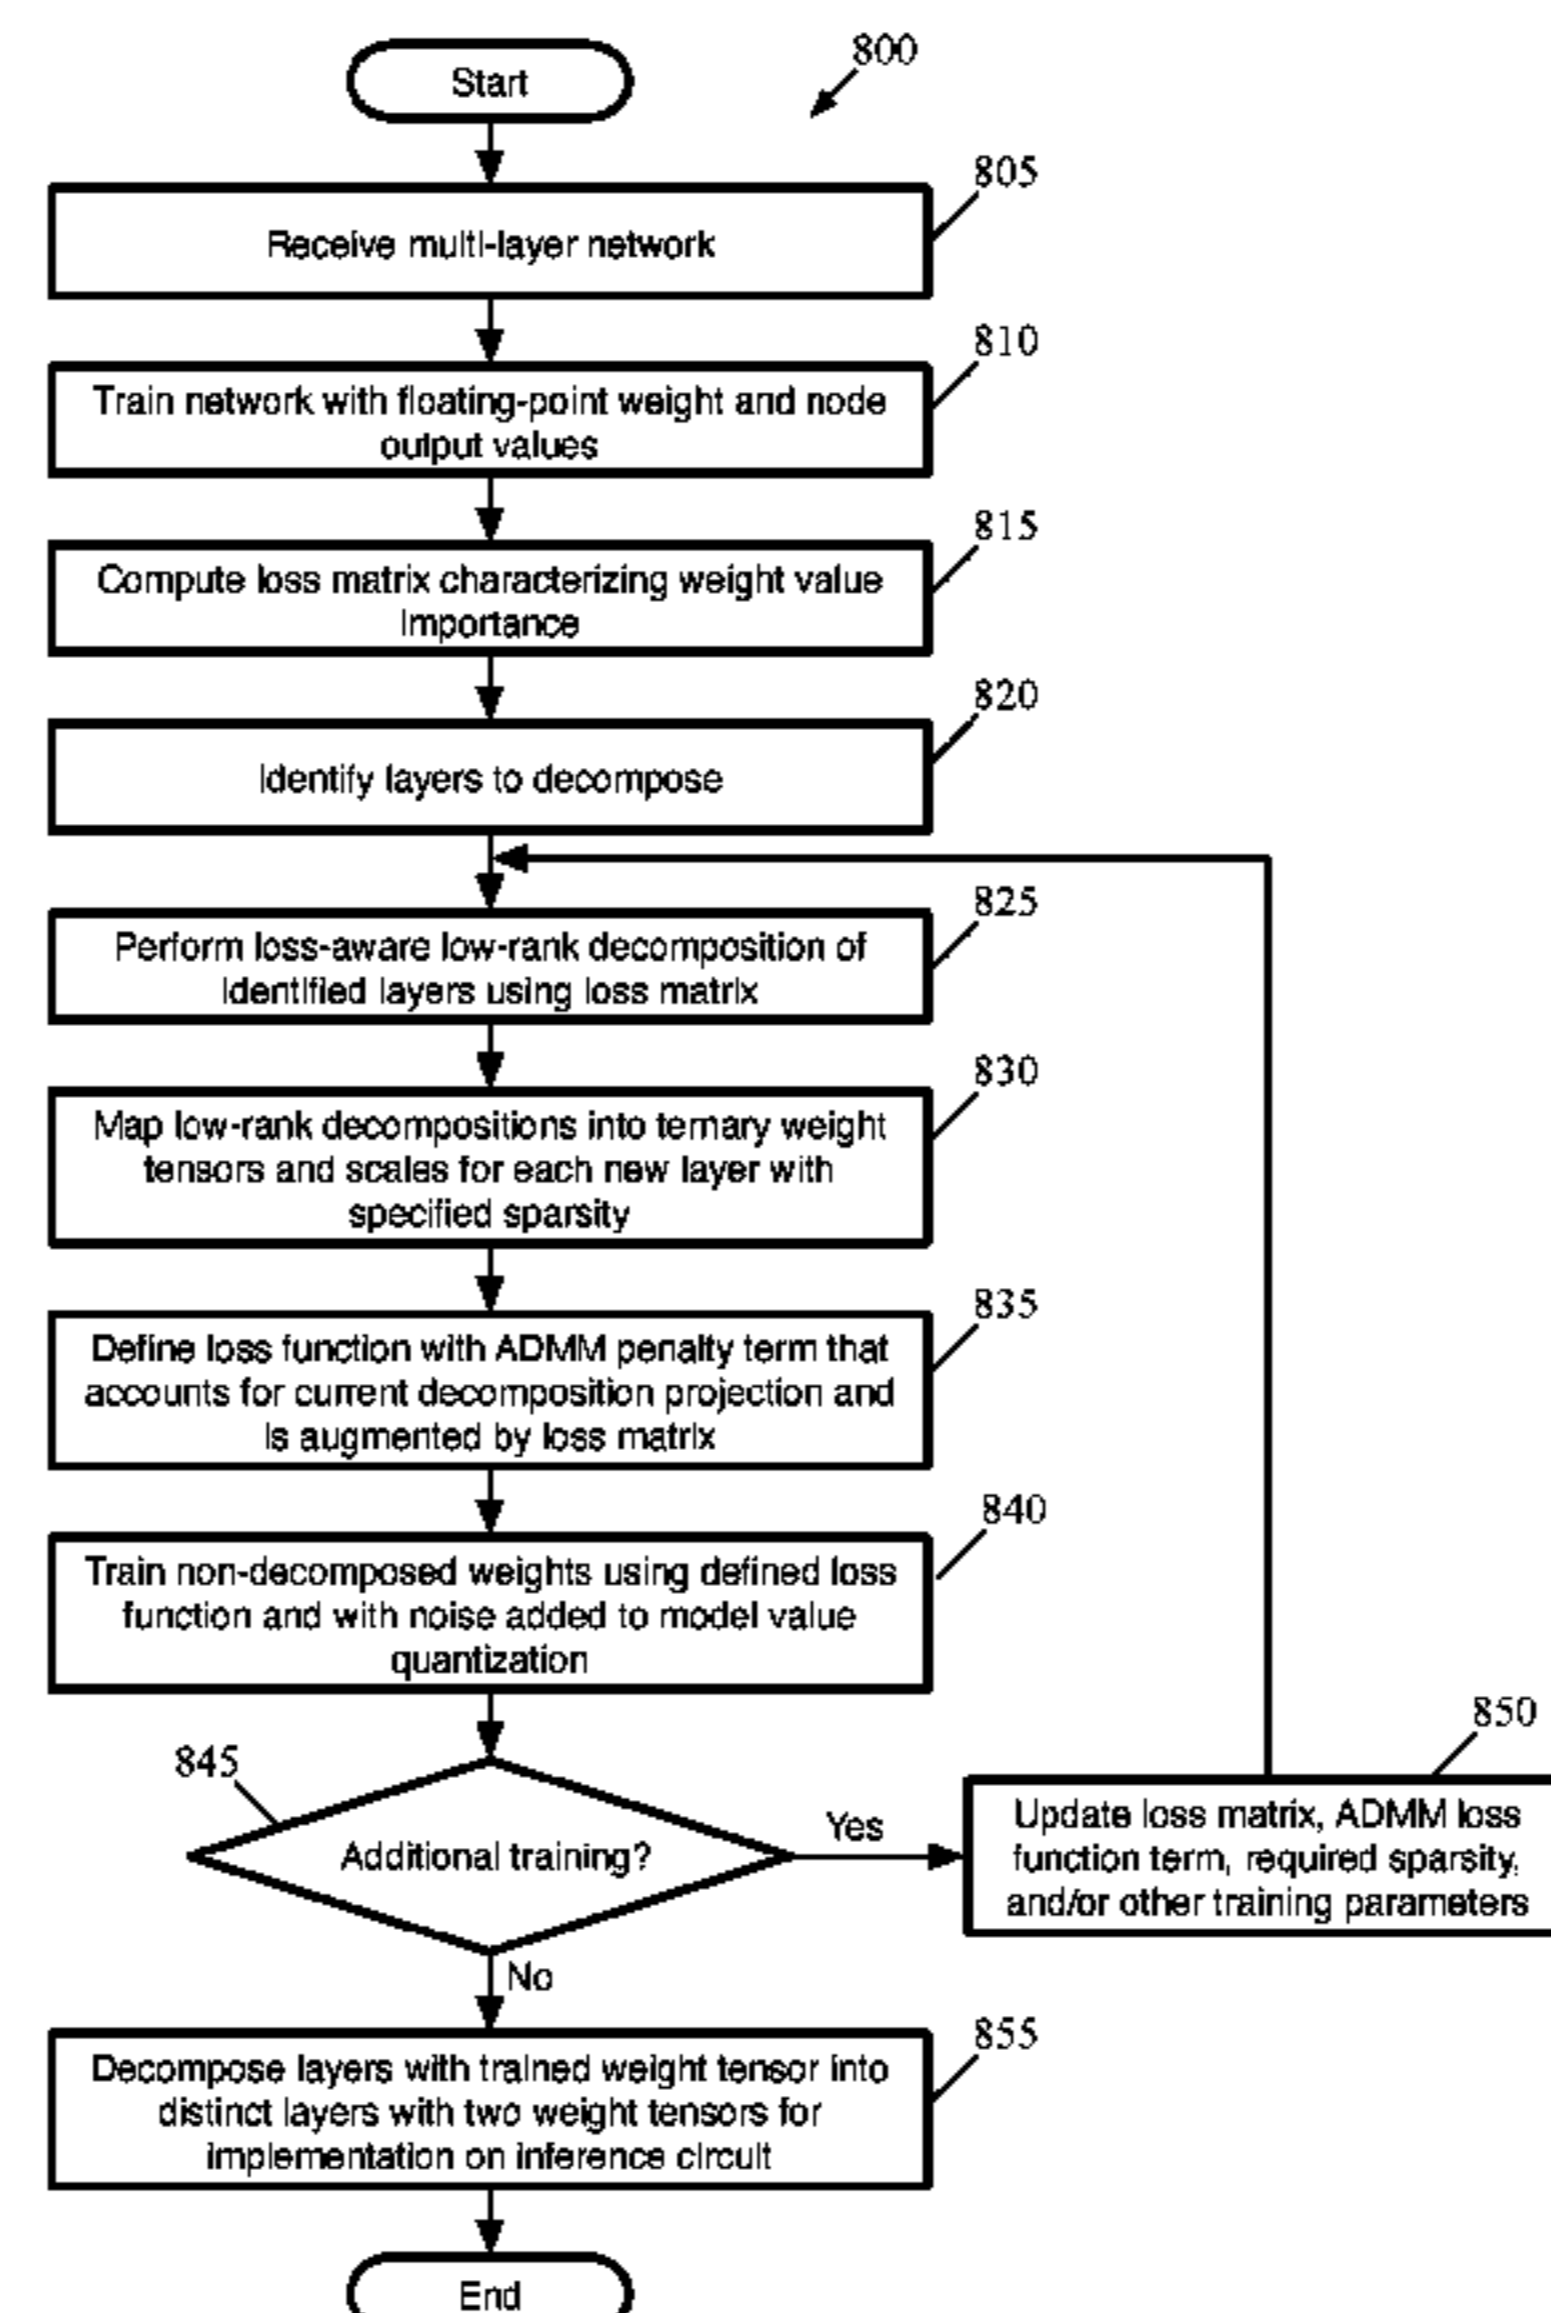 800
Start
805
Receive multi-layer network
810
Train network with floating-point weight and node
output values
815
Compute loss matrix characterizing weight value
importance
820
Identify layers to decompose
825
Perform loss-aware low-rank decomposition of
identified layers using loss matrix
830
Map low-rank decompositions into ternary weight
tensors and scales for each new layer with
specified sparsity
835
Define loss function with ADMM penalty term that
accounts for current decomposition projection and
is augmented by loss matrix
840
Train non-decomposed weights using defined loss
function and with noise added to model value
quantization
845
Additional training?
Yes
850
Update loss matrix, ADMM loss
function term, required sparsity,
and/or other training parameters
No
855
Decompose layers with trained weight tensor into
distinct layers with two weight tensors for
implementation on inference circuit
End